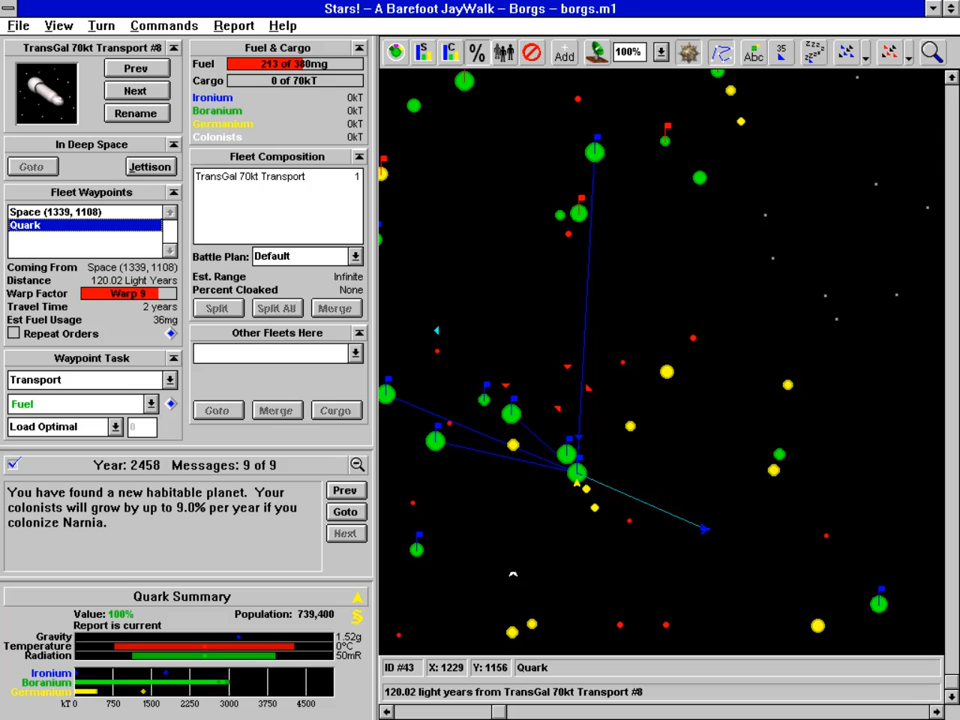 Stars! – A Barefoot JayWalk – Borgs – borgs.m1
File View Turn Commands Report Help
TransGal 70kt Transport #8
Prev
Next
Rename
In Deep Space
Goto
Jettison
Fleet Waypoints
Space (1339, 1108)
Quark
Coming From Space (1339, 1108)
Distance 120.02 Light Years
Warp Factor Warp 9
Travel Time 2 years
Est Fuel Usage 36mg
Repeat Orders
Waypoint Task
Transport
Fuel
Load Optimal 0
Fuel & Cargo
Fuel 213 of 380mg
Cargo 0 of 70kT
Ironium 0kT
Boranium 0kT
Germanium 0kT
Colonists 0kT
Fleet Composition
TransGal 70kt Transport 1
Battle Plan: Default
Est. Range Infinite
Percent Cloaked None
Split Split All Merge
Other Fleets Here
Goto Merge Cargo
S C % Add 100% Abc 35 zzz
Year: 2458 Messages: 9 of 9
You have found a new habitable planet. Your
colonists will grow by up to 9.0% per year if you
colonize Narnia.
Prev
Goto
Next
Quark Summary
Value: 100% Population: 739,400
Report is current
Gravity 1.52g
Temperature 0°C
Radiation 50mR
Ironium
Boranium
Germanium
kT 0 750 1500 2250 3000 3750 4500
ID #43 X: 1229 Y: 1156 Quark
120.02 light years from TransGal 70kt Transport #8